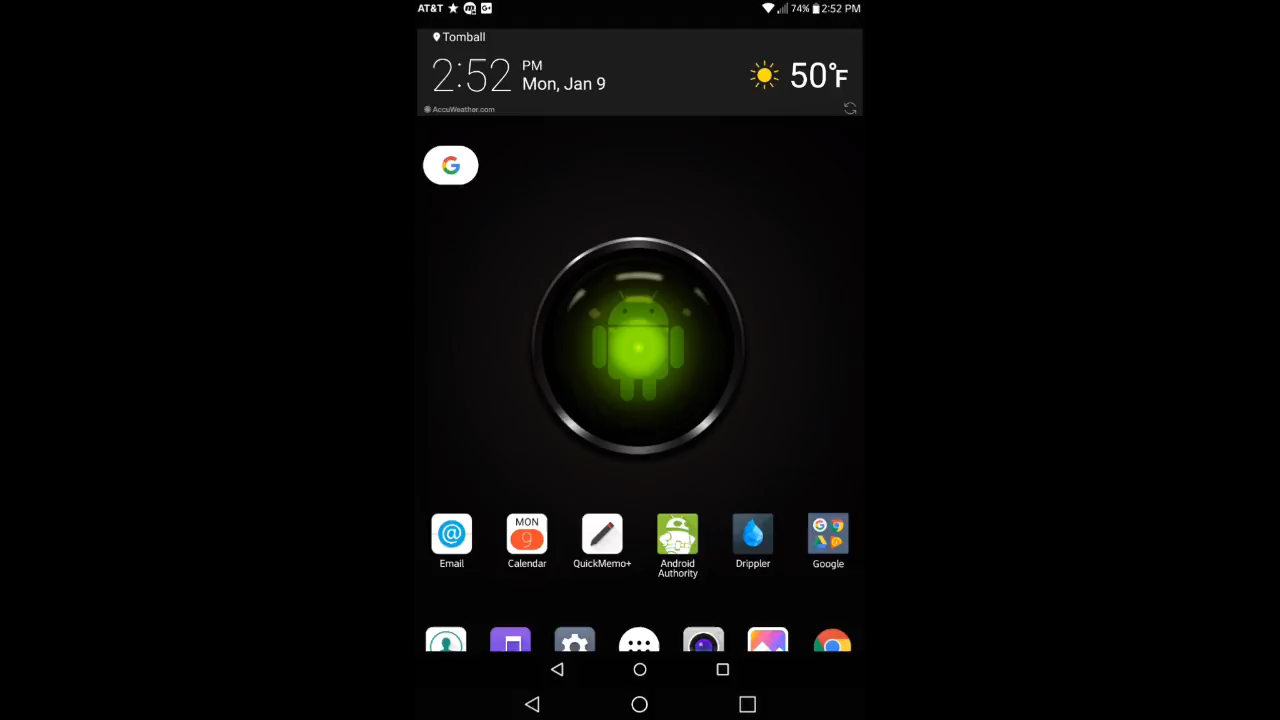 AT&T 74% 2:52 PM
Tomball
2:52 PM
Mon, Jan 9
50°F
AccuWeather.com
G
MON
9
Email Calendar QuickMemo+ Android Authority Drippler Google